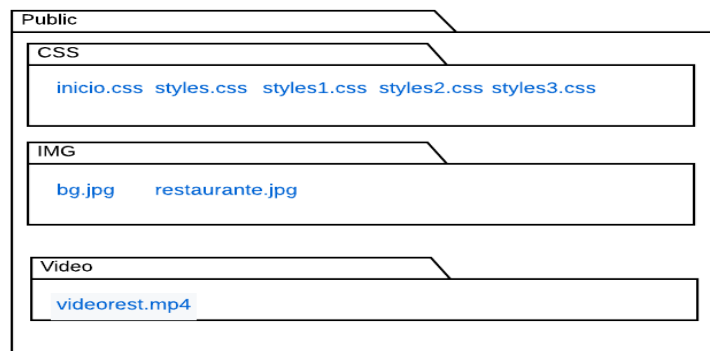 Public
CSS
inicio.css styles.css styles1.css styles2.css styles3.css
IMG
bg.jpg restaurante.jpg
Video
videorest.mp4